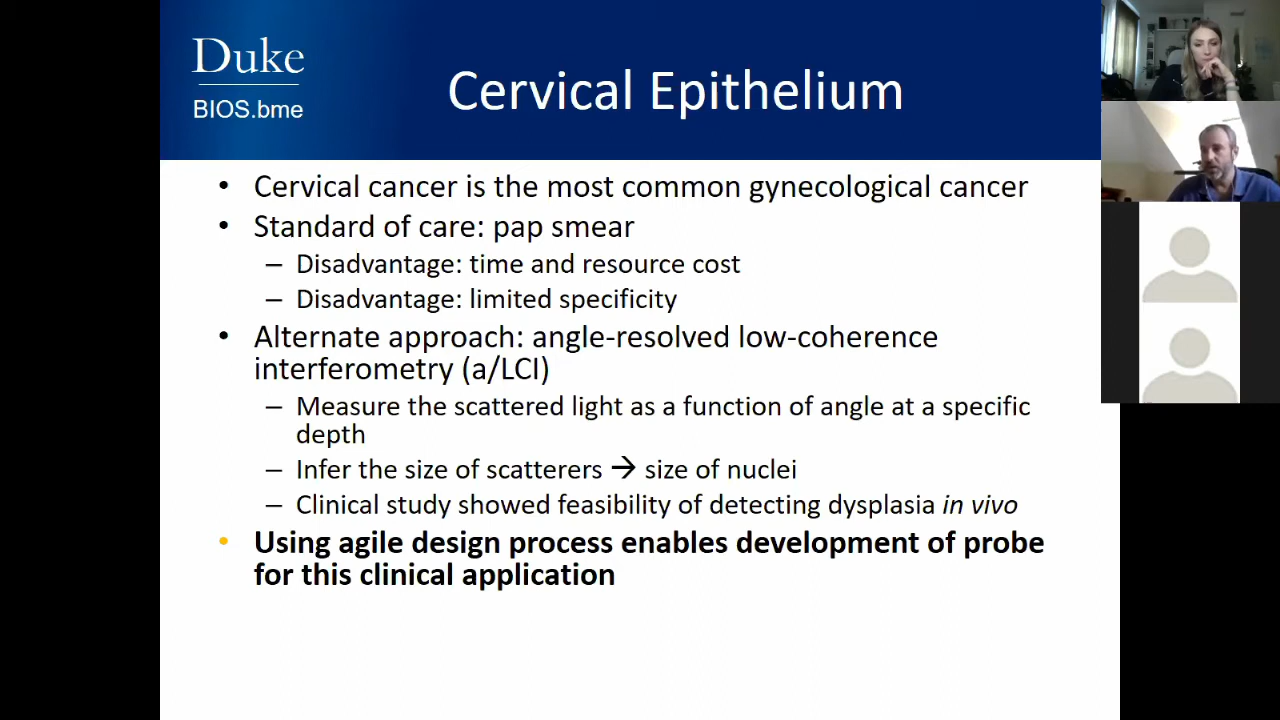 Duke
BIOS.bme
Cervical Epithelium
• Cervical cancer is the most common gynecological cancer
• Standard of care: pap smear
– Disadvantage: time and resource cost
– Disadvantage: limited specificity
• Alternate approach: angle-resolved low-coherence
interferometry (a/LCI)
– Measure the scattered light as a function of angle at a specific
depth
– Infer the size of scatterers → size of nuclei
– Clinical study showed feasibility of detecting dysplasia in vivo
• Using agile design process enables development of probe
for this clinical application